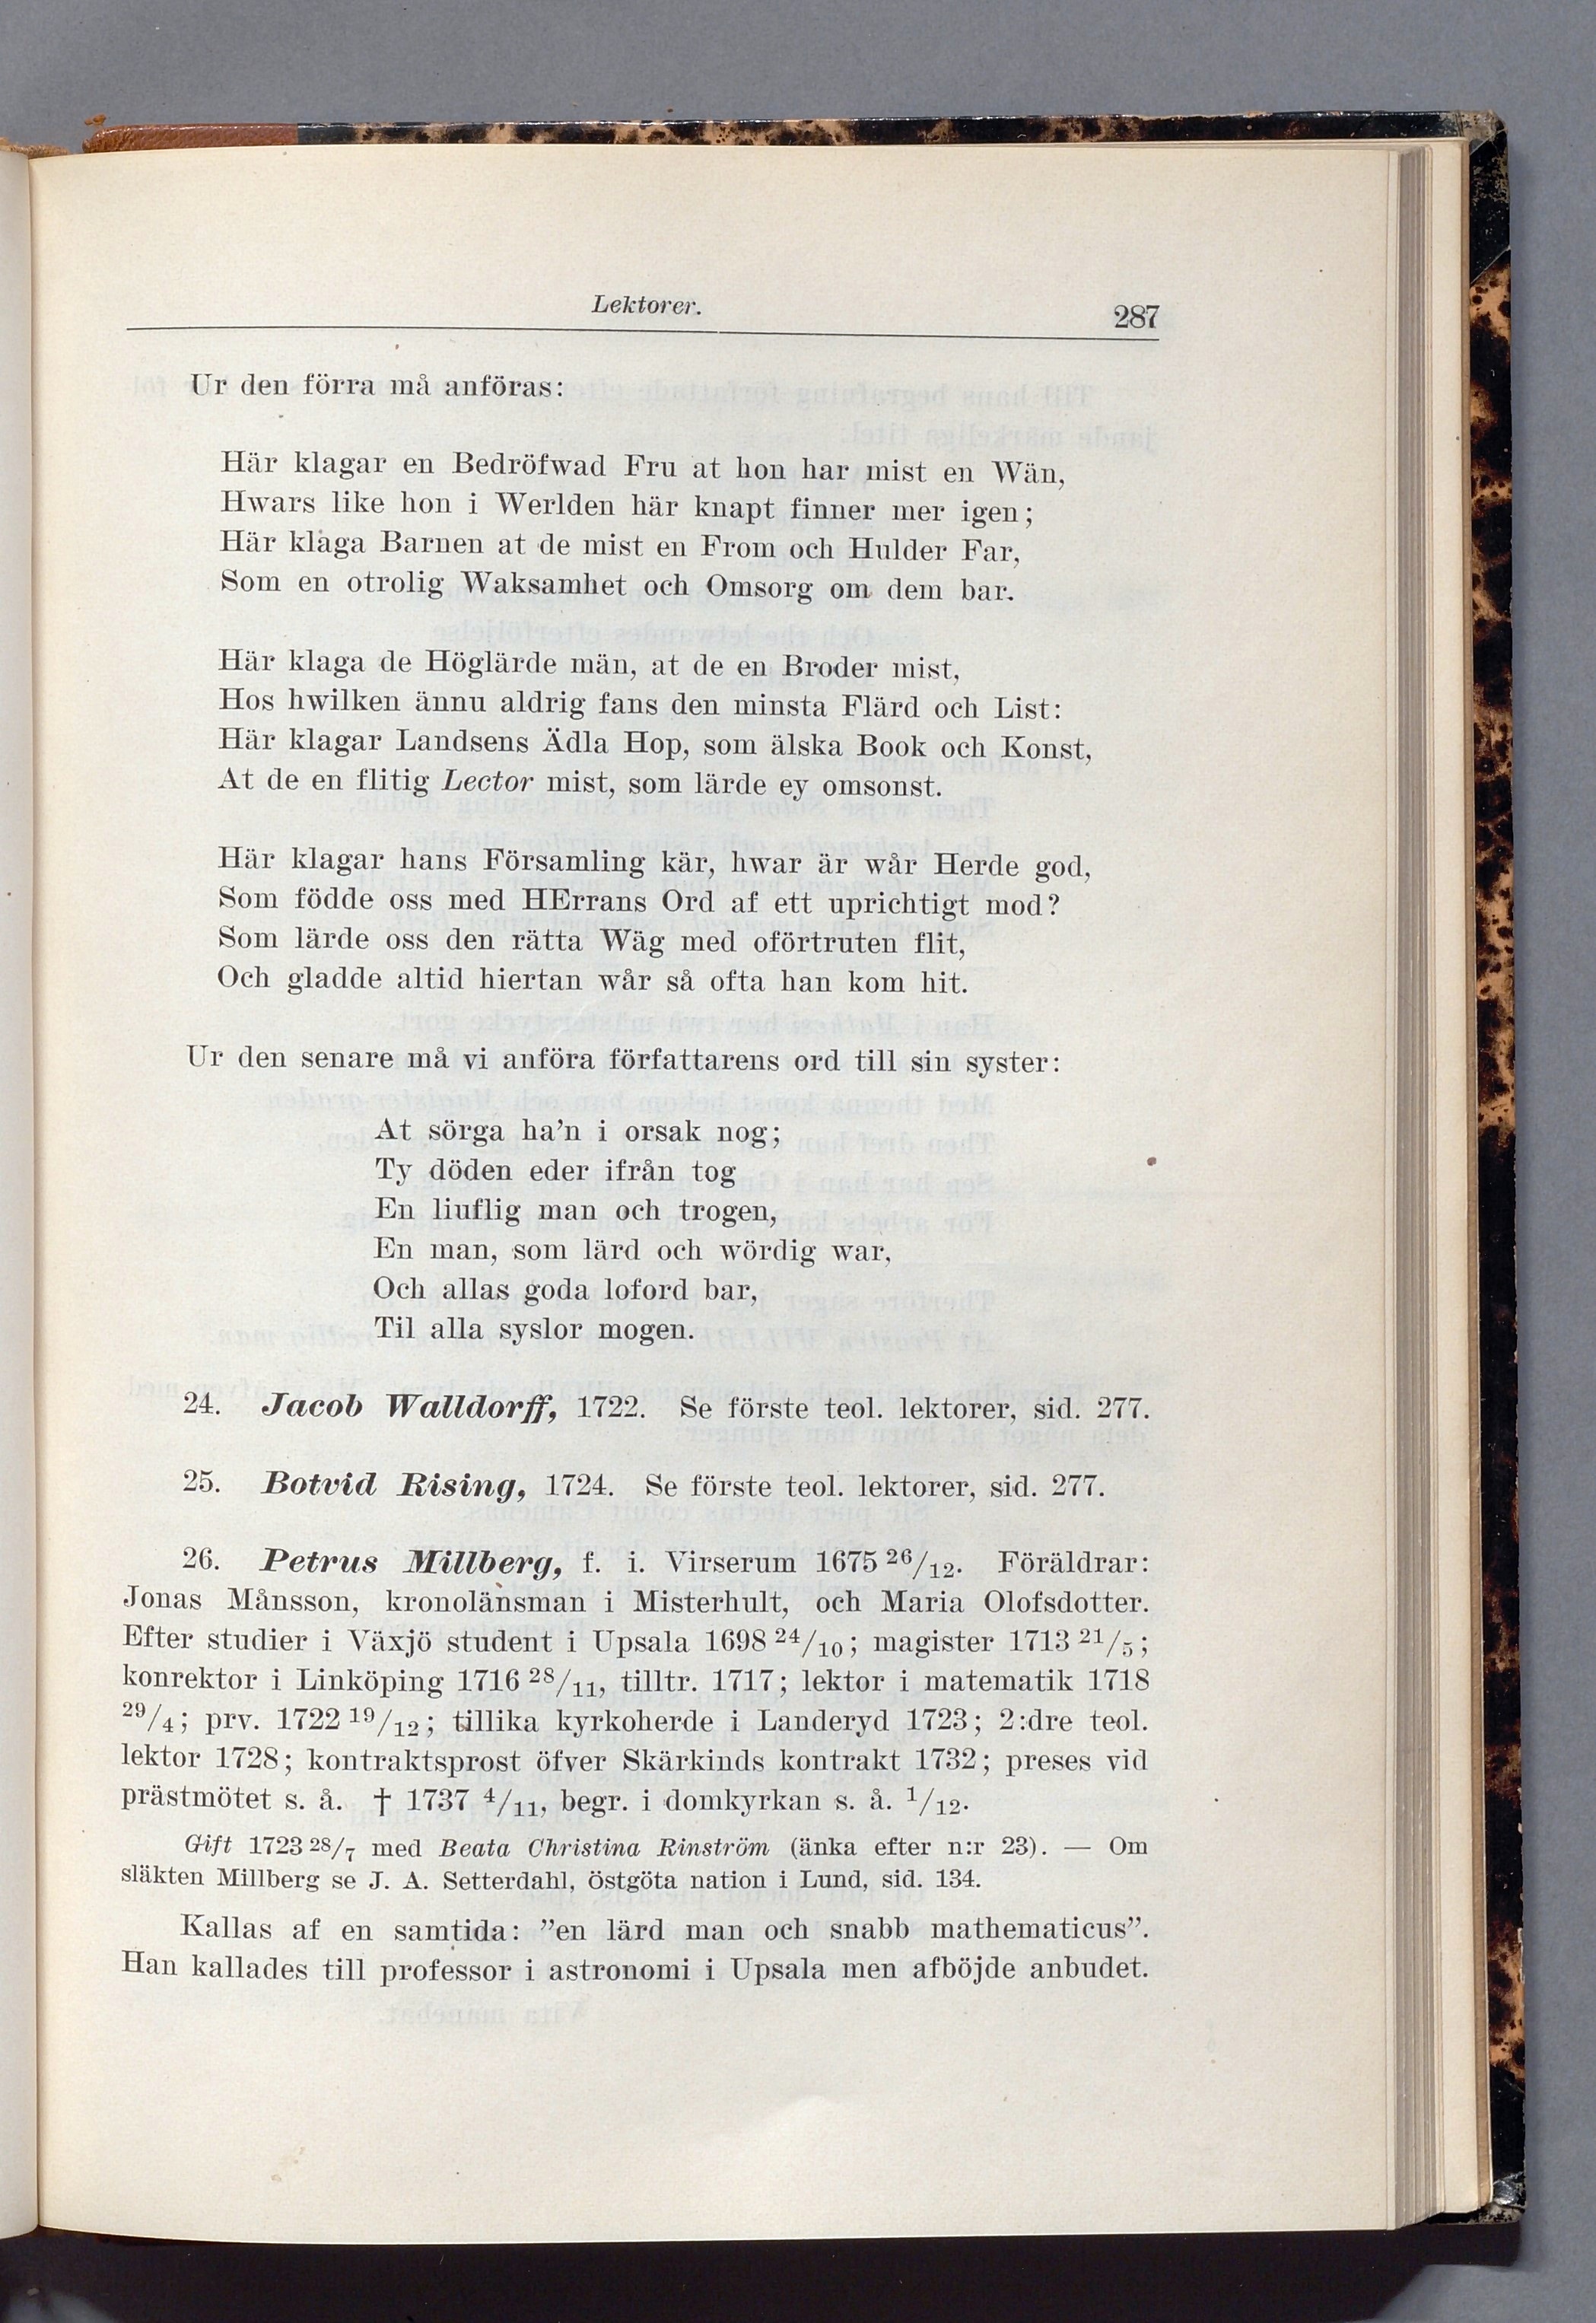 Lektorer.
287
Ur den förra må anföras:
Här klagar en Bedröfwad Fru at hon har mist en Wän,
Hwars like hon i Werlden här knapt finner mer igen;
Här klaga Barnen at de mist en From och Hulder Far,
Som en otrolig Waksamhet och Omsorg om dem bar.
Här klaga de Höglärde män, at de en Broder mist,
Hos hwilken ännu aldrig fans den minsta Flärd och List:
Här klagar Landsens Ädla Hop, som älska Book och Konst,
At de en flitig Lector mist, som lärde ey omsonst.
Här klagar hans Församling kär, hwar är wår Herde god,
Som födde oss med HErrans Ord af ett uprichtigt mod?
Som lärde oss den rätta Wäg med oförtruten flit,
Och gladde altid hiertan wår så ofta han kom hit.
Ur den senare må vi anföra författarens ord till sin syster:
At sörga ha'n i orsak nog;
Ty döden eder ifrån tog
En liuflig man och trogen,
En man, som lärd och wördig war,
Och allas goda loford bar,
Til alla syslor mogen.
24. Jacob Walldorff, 1722. Se förste teol. lektorer, sid. 277.
25. Botvid Rising, 1724. Se förste teol. lektorer, sid. 277.
26. Petrus Millberg, f. i. Virserum 1675 26/12. Föräldrar:
Jonas Månsson, kronolänsman i Misterhult, och Maria Olofsdotter.
Efter studier i Växjö student i Upsala 1698 24/10; magister 1713 21/5;
konrektor i Linköping 1716 28/11, tilltr. 1717; lektor i matematik 1718
29/4; prv. 1722 19/12; tillika kyrkoherde i Landeryd 1723; 2:dre teol.
lektor 1728; kontraktsprost öfver Skärkinds kontrakt 1732; preses vid
prästmötet s. å. † 1737 4/11, begr. i domkyrkan s. å. 1/12.
Gift 1723 28/7 med Beata Christina Rinström (änka efter n:r 23). — Om
släkten Millberg se J. A. Setterdahl, Östgöta nation i Lund, sid. 134.
Kallas af en samtida: ”en lärd man och snabb mathematicus”.
Han kallades till professor i astronomi i Upsala men afböjde anbudet.